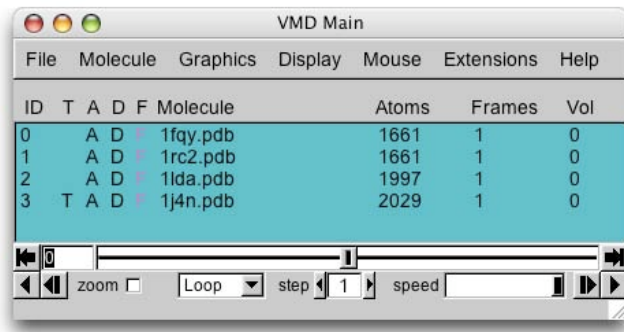 VMD Main
File Molecule Graphics Display Mouse Extensions Help
ID T A D F Molecule Atoms Frames Vol
0 A D F 1fqy.pdb 1661 1 0
1 A D F 1rc2.pdb 1661 1 0
2 A D F 1lda.pdb 1997 1 0
3 T A D F 1j4n.pdb 2029 1 0
0
zoom Loop step 1 speed